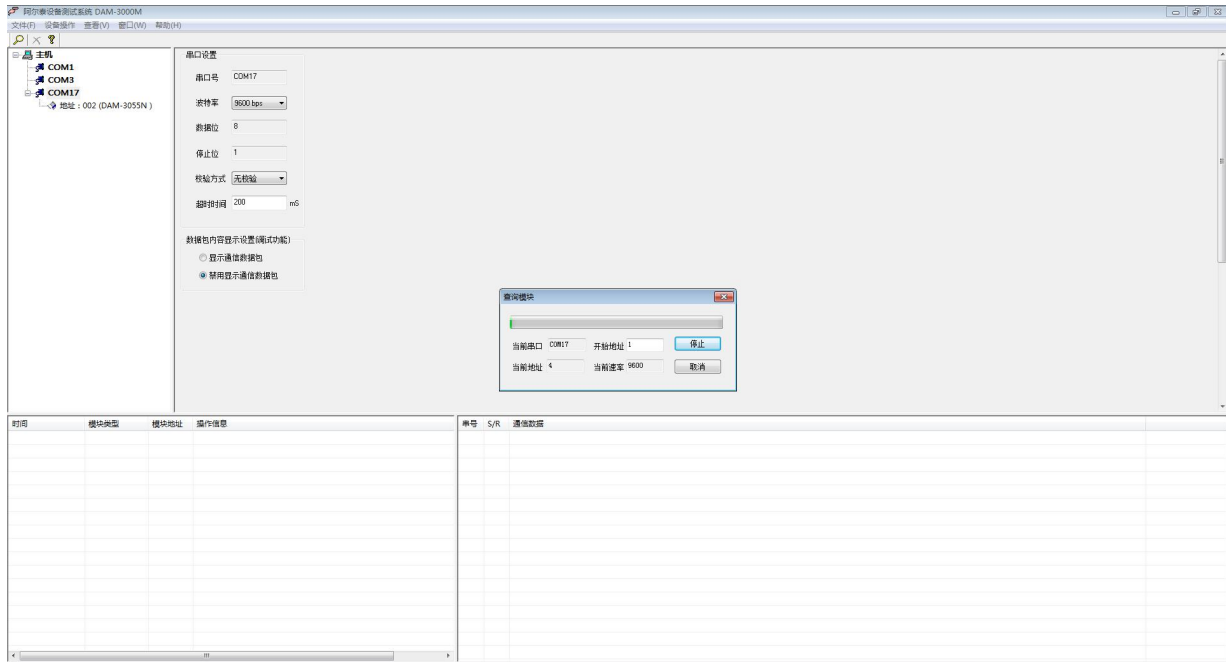 阿尔泰设备测试系统 DAM-3000M
文件(F) 设备操作 查看(V) 窗口(W) 帮助(H)
主机
COM1
COM3
COM17
地址：002 (DAM-3055N )
串口设置
串口号 COM17
波特率 9600 bps
数据位 8
停止位 1
校验方式 无校验
超时时间 200 mS
数据包内容显示设置(调试功能)
显示通信数据包
禁用显示通信数据包
查询模块
当前串口 COM17 开始地址 1 停止
当前地址 4 当前速率 9600 取消
时间 模块类型 模块地址 操作信息
串号 S/R 通信数据